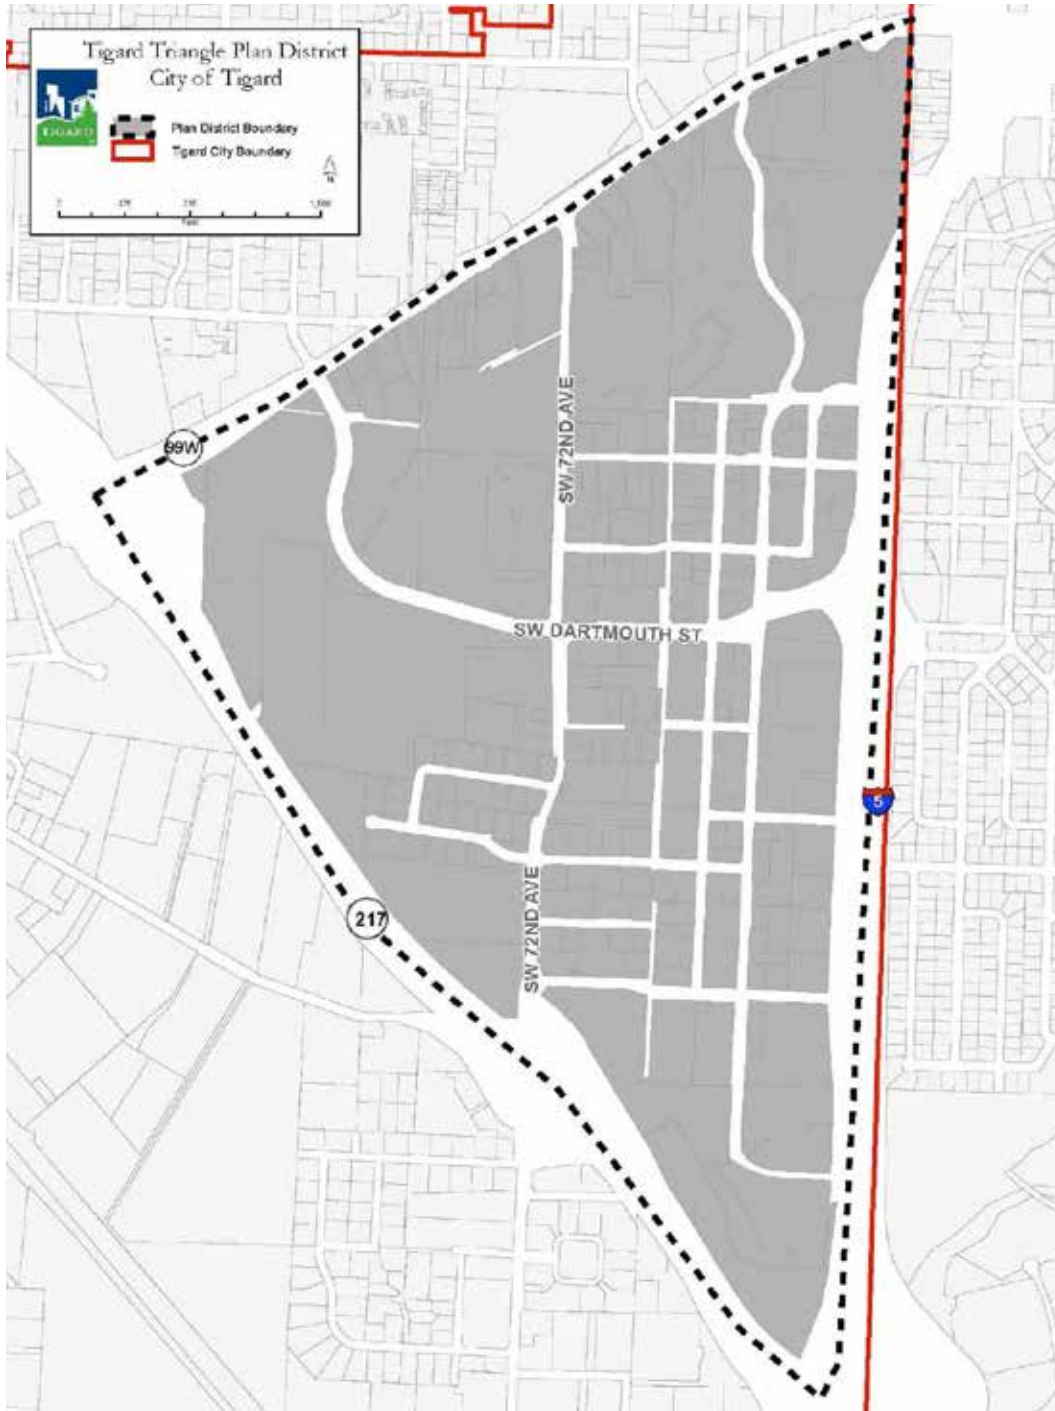 Tigard Triangle Plan District
City of Tigard
TIGARD
Plan District Boundary
Tigard City Boundary
N
Feet
99W
SW 72ND AVE
SW DARTMOUTH ST
5
217
SW 72ND AVE